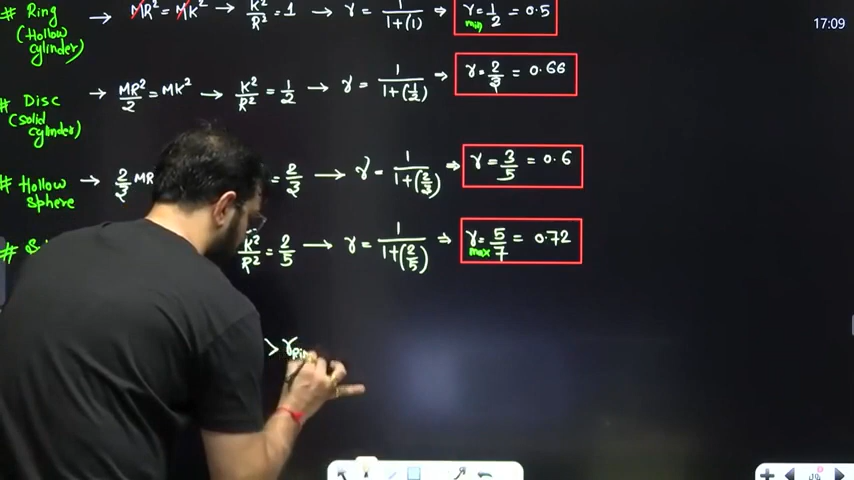 # Ring → MR² = MK² → K²/R² = 1 → γ = 1/1+(1) → γ = 1/2 = 0.5
(Hollow cylinder) min
17:09
# Disc → MR²/2 = MK² → K²/R² = 1/2 → γ = 1/1+(1/2) ⇒ γ = 2/3 = 0.66
(solid cylinder)
# Hollow sphere → 2/3 MR = 2/3 → γ = 1/1+(2/3) ⇒ γ = 3/5 = 0.6
# K²/R² = 2/5 → γ = 1/1+(2/5) ⇒ γ = 5/7 = 0.72
max
> γ